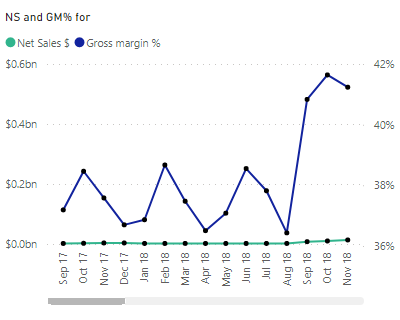 NS and GM% for
Net Sales $ Gross margin %
$0.6bn
$0.4bn
$0.2bn
$0.0bn
42%
40%
38%
36%
Sep 17
Oct 17
Nov 17
Dec 17
Jan 18
Feb 18
Mar 18
Apr 18
May 18
Jun 18
Jul 18
Aug 18
Sep 18
Oct 18
Nov 18